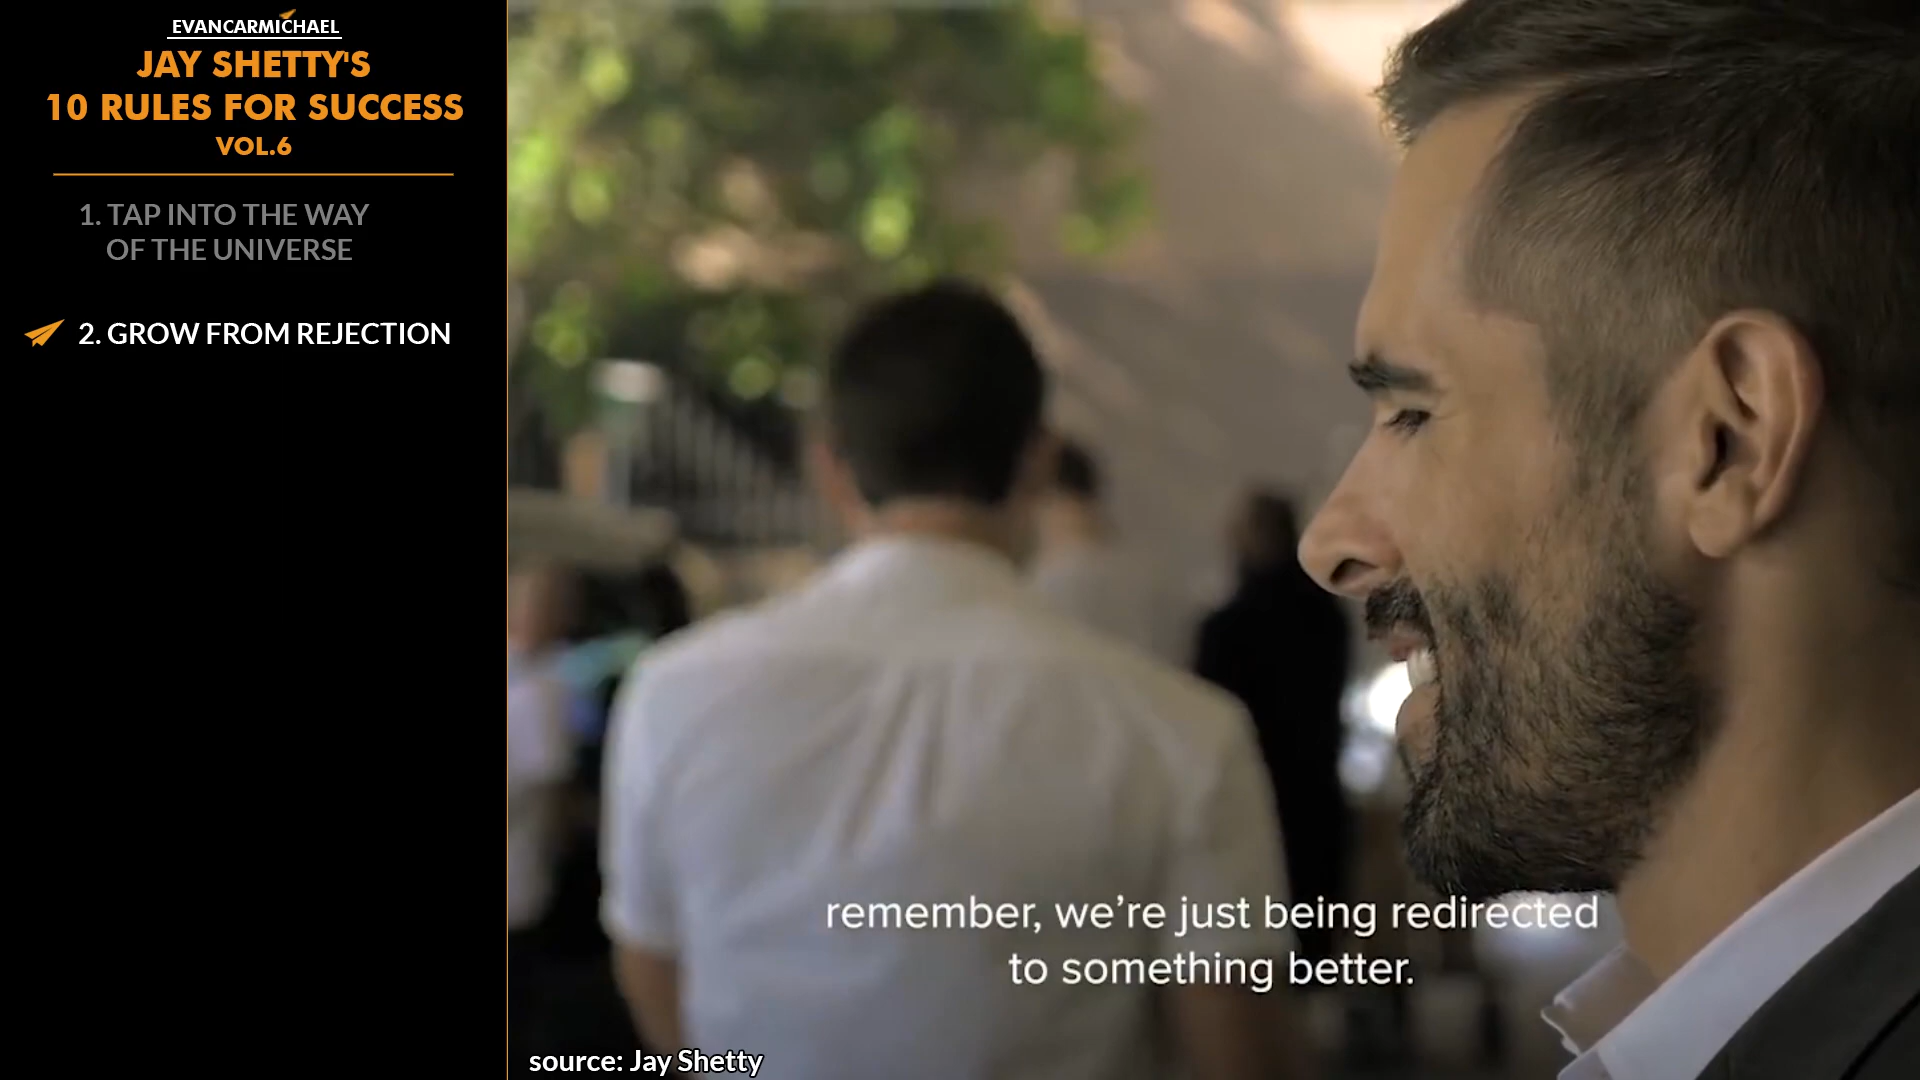 EVANCARMICHAEL
JAY SHETTY'S
10 RULES FOR SUCCESS
VOL.6
1. TAP INTO THE WAY
OF THE UNIVERSE
2. GROW FROM REJECTION
remember, we’re just being redirected
to something better.
source: Jay Shetty